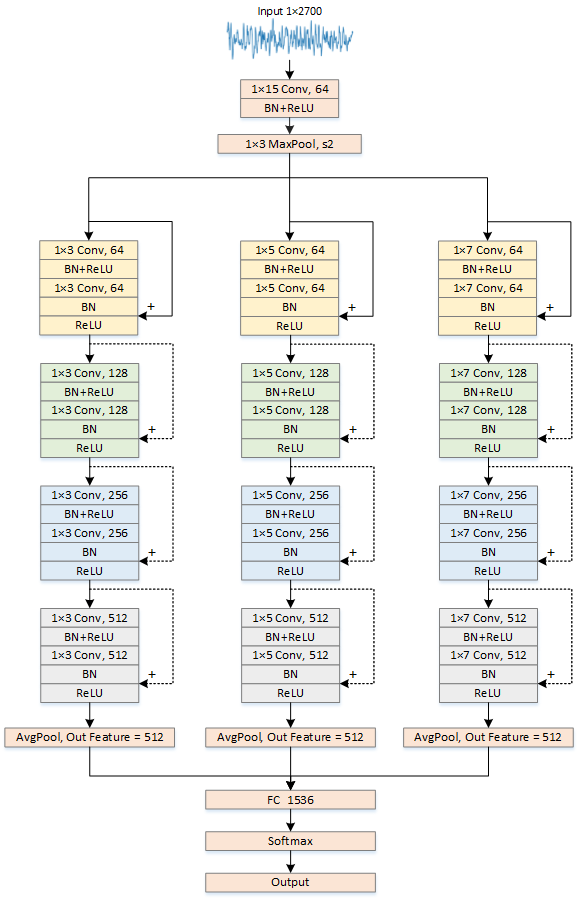 Input 1×2700
1×15 Conv, 64
BN+ReLU
1×3 MaxPool, s2
1×3 Conv, 64
BN+ReLU
1×3 Conv, 64
BN
+
ReLU
1×5 Conv, 64
BN+ReLU
1×5 Conv, 64
BN
+
ReLU
1×7 Conv, 64
BN+ReLU
1×7 Conv, 64
BN
+
ReLU
1×3 Conv, 128
BN+ReLU
1×3 Conv, 128
BN
+
ReLU
1×5 Conv, 128
BN+ReLU
1×5 Conv, 128
BN
+
ReLU
1×7 Conv, 128
BN+ReLU
1×7 Conv, 128
BN
+
ReLU
1×3 Conv, 256
BN+ReLU
1×3 Conv, 256
BN
+
ReLU
1×5 Conv, 256
BN+ReLU
1×5 Conv, 256
BN
+
ReLU
1×7 Conv, 256
BN+ReLU
1×7 Conv, 256
BN
+
ReLU
1×3 Conv, 512
BN+ReLU
1×3 Conv, 512
BN
+
ReLU
1×5 Conv, 512
BN+ReLU
1×5 Conv, 512
BN
+
ReLU
1×7 Conv, 512
BN+ReLU
1×7 Conv, 512
BN
+
ReLU
AvgPool, Out Feature = 512
AvgPool, Out Feature = 512
AvgPool, Out Feature = 512
FC 1536
Softmax
Output